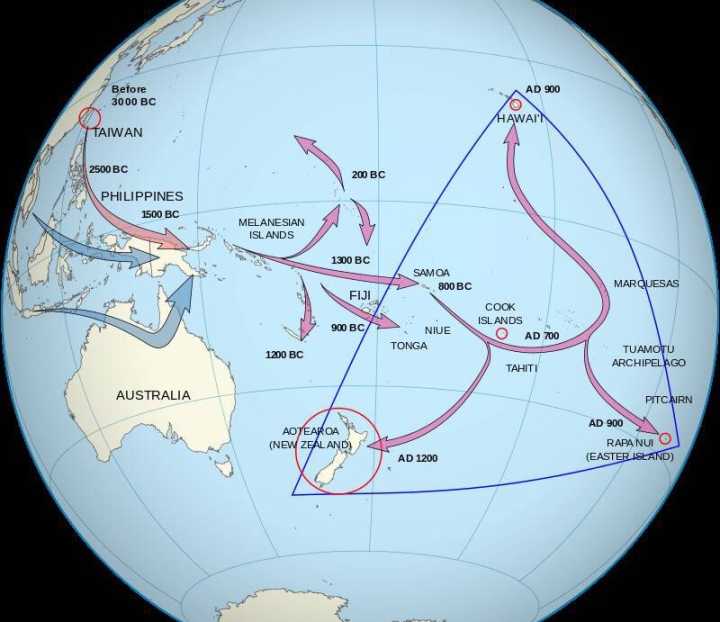 Before
3000 BC
AD 900
HAWAI'I
TAIWAN
2500 BC
200 BC
PHILIPPINES
1500 BC
MELANESIAN
ISLANDS
1300 BC
SAMOA
800 BC
MARQUESAS
FIJI
COOK
ISLANDS
900 BC
NIUE
AD 700
TONGA
1200 BC
TAHITI
TUAMOTU
ARCHIPELAGO
AUSTRALIA
PITCAIRN
AOTEAROA
(NEW ZEALAND)
AD 900
RAPA NUI
(EASTER ISLAND)
AD 1200